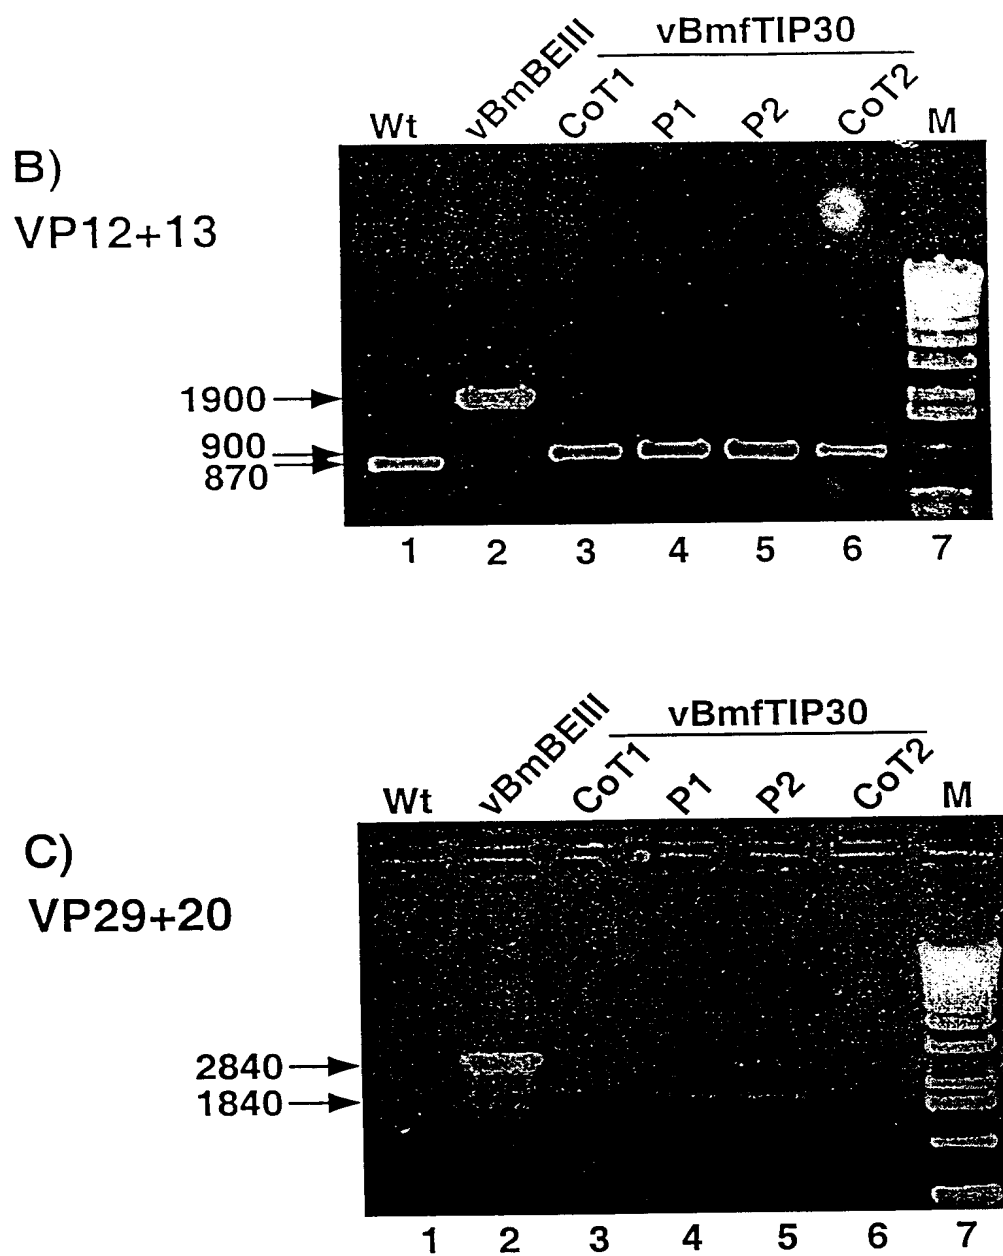 vBmfTIP30
Wt vBmBEIII CoT1 P1 P2 CoT2 M
B)
VP12+13
1900
900
870
1 2 3 4 5 6 7
vBmfTIP30
Wt vBmBEIII CoT1 P1 P2 CoT2 M
C)
VP29+20
2840
1840
1 2 3 4 5 6 7